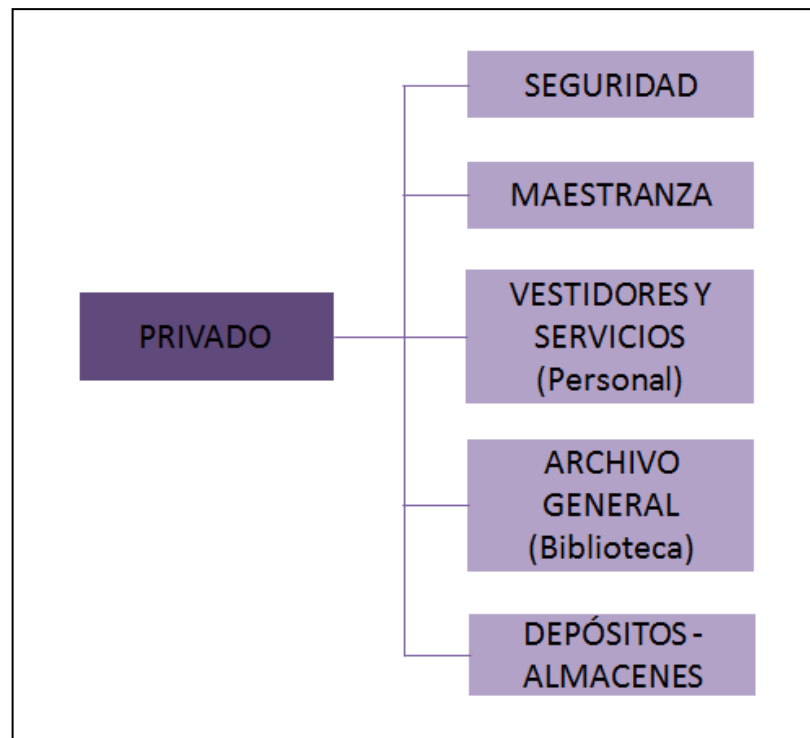 SEGURIDAD
MAESTRANZA
PRIVADO
VESTIDORES Y
SERVICIOS
(Personal)
ARCHIVO
GENERAL
(Biblioteca)
DEPÓSITOS -
ALMACENES